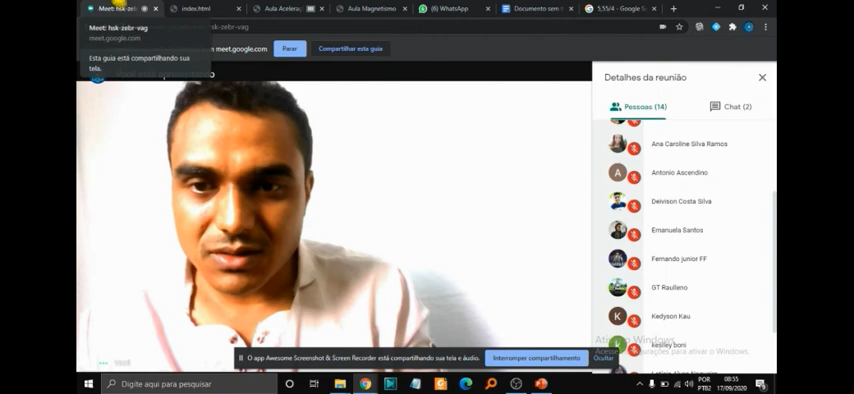 Meet: hsk-zebr-vag
index.html
Aula Acelera
Aula Magnetismo
(6) WhatsApp
Documento sem t
5,55/4 - Google
Meet: hsk-zebr-vag
meet.google.com
Esta guia está compartilhando sua
tela.
hsk-zebr-vag
m meet.google.com
Parar
Compartilhar esta guia
Detalhes da reunião
Pessoas (14)
Chat (2)
Ana Caroline Silva Ramos
A
Antonio Ascendino
Deivison Costa Silva
Emanuela Santos
Fernando junior FF
GT Raulleno
K
Kedyson Kau
k
keslley boni
Ativar o Windows
Acesse Configurações para ativar o Windows.
Você
O app Awesome Screenshot & Screen Recorder está compartilhando sua tela e áudio.
Interromper compartilhamento
Ocultar
Digite aqui para pesquisar
POR
PTB2
08:55
17/09/2020